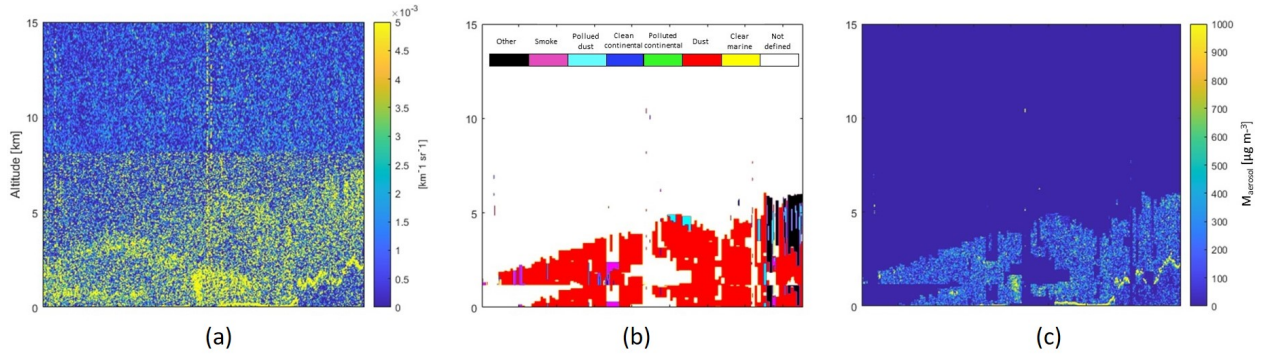 ×10⁻³
15
10
5
0
Altitude [km]
5
4.5
4
3.5
3
2.5
2
1.5
1
0.5
0
[km^-1 sr^-1]
(a)
15
10
5
0
Other
Smoke
Pollued dust
Clean continental
Polluted continental
Dust
Clear marine
Not defined
(b)
15
10
5
0
1000
900
800
700
600
500
400
300
200
100
0
M aerosol [µg m-3]
(c)